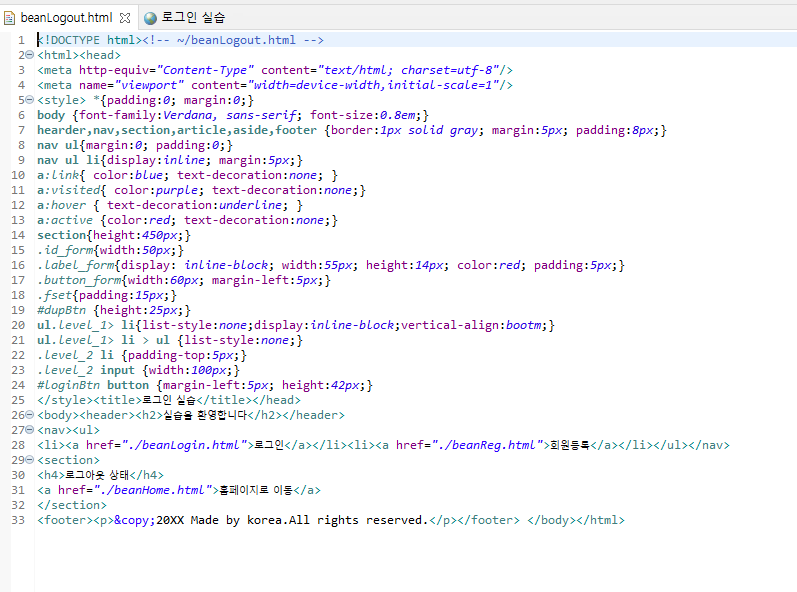 beanLogout.html 로그인 실습
1 <!DOCTYPE html><!-- ~/beanLogout.html -->
2 <html><head>
3 <meta http-equiv="Content-Type" content="text/html; charset=utf-8"/>
4 <meta name="viewport" content="width=device-width,initial-scale=1"/>
5 <style> *{padding:0; margin:0;}
6 body {font-family:Verdana, sans-serif; font-size:0.8em;}
7 hearder,nav,section,article,aside,footer {border:1px solid gray; margin:5px; padding:8px;}
8 nav ul{margin:0; padding:0;}
9 nav ul li{display:inline; margin:5px;}
10 a:link{ color:blue; text-decoration:none; }
11 a:visited{ color:purple; text-decoration:none;}
12 a:hover { text-decoration:underline; }
13 a:active {color:red; text-decoration:none;}
14 section{height:450px;}
15 .id_form{width:50px;}
16 .label_form{display: inline-block; width:55px; height:14px; color:red; padding:5px;}
17 .button_form{width:60px; margin-left:5px;}
18 .fset{padding:15px;}
19 #dupBtn {height:25px;}
20 ul.level_1> li{list-style:none;display:inline-block;vertical-align:bootm;}
21 ul.level_1> li > ul {list-style:none;}
22 .level_2 li {padding-top:5px;}
23 .level_2 input {width:100px;}
24 #loginBtn button {margin-left:5px; height:42px;}
25 </style><title>로그인 실습</title></head>
26 <body><header><h2>실습을 환영합니다</h2></header>
27 <nav><ul>
28 <li><a href="./beanLogin.html">로그인</a></li><li><a href="./beanReg.html">회원등록</a></li></ul></nav>
29 <section>
30 <h4>로그아웃 상태</h4>
31 <a href="./beanHome.html">홈페이지로 이동</a>
32 </section>
33 <footer><p>&copy;20XX Made by korea.All rights reserved.</p></footer> </body></html>